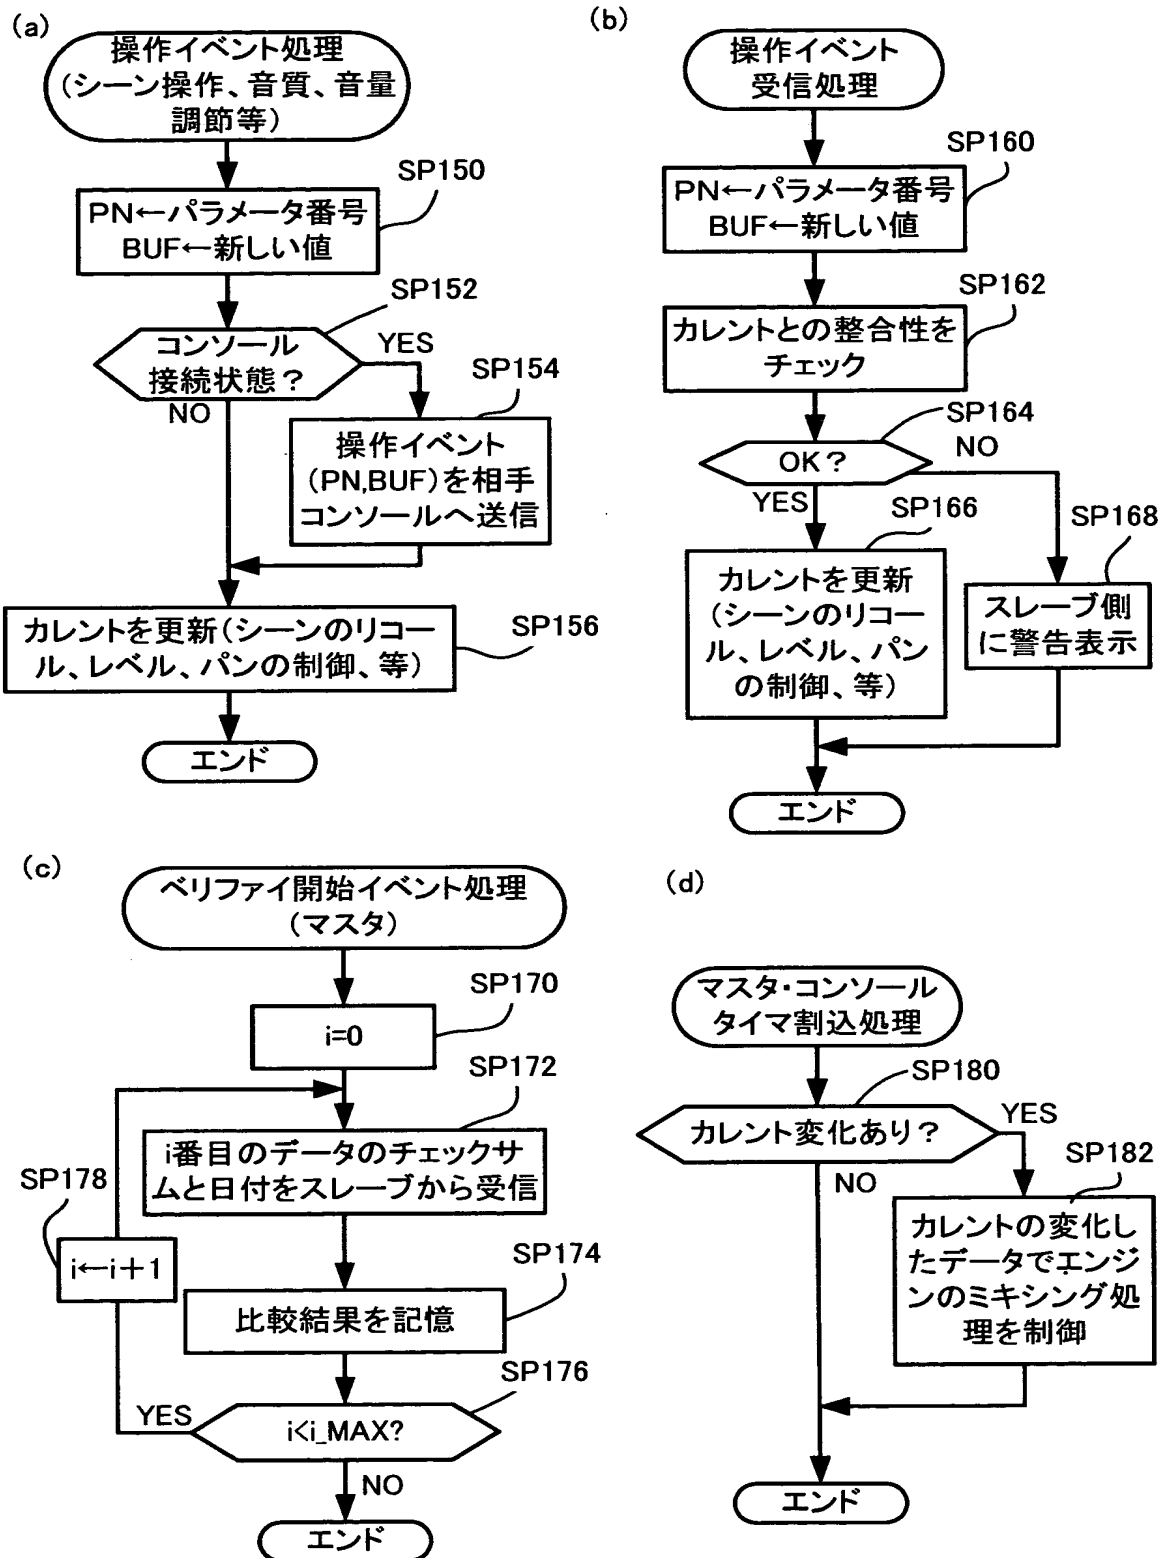 (a)
操作イベント処理
(シーン操作、音質、音量
調節等)
SP150
PN←パラメータ番号
BUF←新しい値
SP152
コンソール
接続状態?
YES
NO
SP154
操作イベント
(PN,BUF)を相手
コンソールへ送信
カレントを更新(シーンのリコー
ル、レベル、パンの制御、等)
SP156
エンド
(b)
操作イベント
受信処理
SP160
PN←パラメータ番号
BUF←新しい値
SP162
カレントとの整合性を
チェック
SP164
OK?
NO
YES
SP166
カレントを更新
(シーンのリコー
ル、レベル、パン
の制御、等)
SP168
スレーブ側
に警告表示
エンド
(c)
ベリファイ開始イベント処理
(マスタ)
SP170
i=0
SP172
i番目のデータのチェックサ
ムと日付をスレーブから受信
SP178
i←i+1
SP174
比較結果を記憶
SP176
i<i_MAX?
YES
NO
エンド
(d)
マスタ・コンソール
タイマ割込処理
SP180
カレント変化あり?
YES
NO
SP182
カレントの変化し
たデータでエンジ
ンのミキシング処
理を制御
エンド